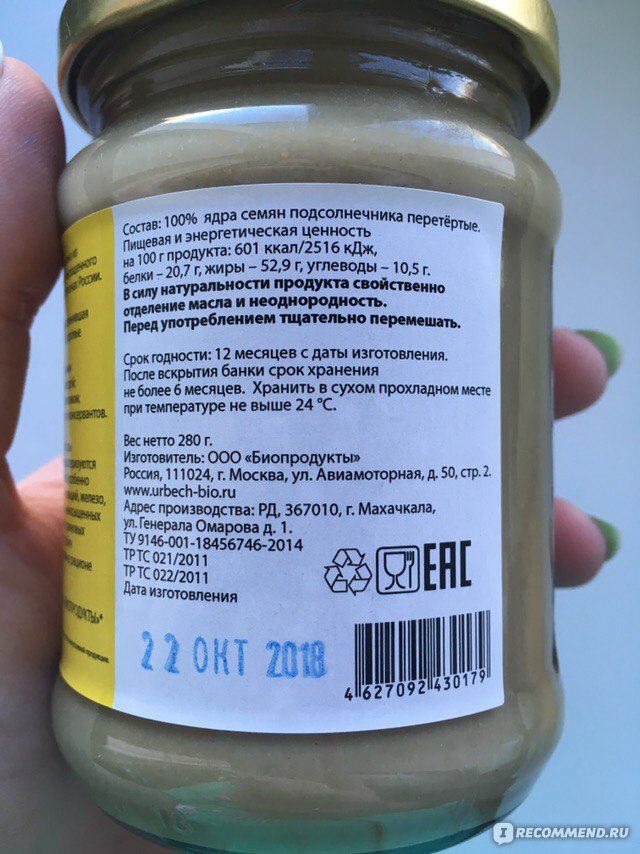 Состав: 100% ядра семян подсолнечника перетёртые.
Пищевая и энергетическая ценность
на 100 г продукта: 601 ккал/2516 кДж,
белки – 20,7 г, жиры – 52,9 г, углеводы – 10,5 г.
В силу натуральности продукта свойственно
отделение масла и неоднородность.
Перед употреблением тщательно перемешать.
Срок годности: 12 месяцев с даты изготовления.
После вскрытия банки срок хранения
не более 6 месяцев. Хранить в сухом прохладном месте
при температуре не выше 24 °С.
Вес нетто 280 г.
Изготовитель: ООО «Биопродукты»
Россия, 111024, г. Москва, ул. Авиамоторная, д. 50, стр. 2.
www.urbech-bio.ru
Адрес производства: РД, 367010, г. Махачкала,
ул. Генерала Омарова д. 1.
ТУ 9146-001-18456746-2014
ТР ТС 021/2011
ТР ТС 022/2011
Дата изготовления
EAC
22 ОКТ 2018
4 627092 430179
России.
железо,
I RECOMMEND.RU